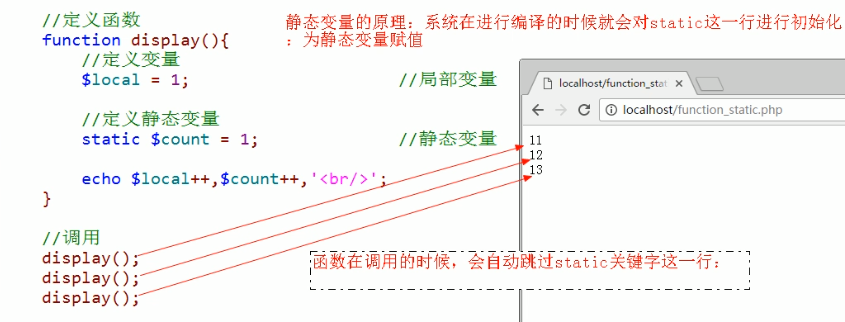 //定义函数
function display(){
//定义变量
$local = 1; //局部变量
//定义静态变量
static $count = 1; //静态变量
echo $local++,$count++,'<br/>';
}
//调用
display();
display();
display();
静态变量的原理：系统在进行编译的时候就会对static这一行进行初始化
：为静态变量赋值
localhost/function_stat
localhost/function_static.php
11
12
13
函数在调用的时候，会自动跳过static关键字这一行：